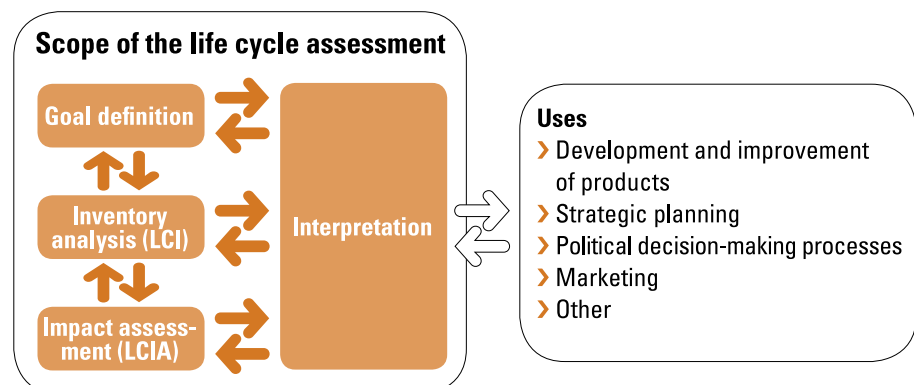 Scope of the life cycle assessment
Goal definition
Inventory
analysis (LCI)
Impact assess-
ment (LCIA)
Interpretation
Uses
❯ Development and improvement
of products
❯ Strategic planning
❯ Political decision-making processes
❯ Marketing
❯ Other